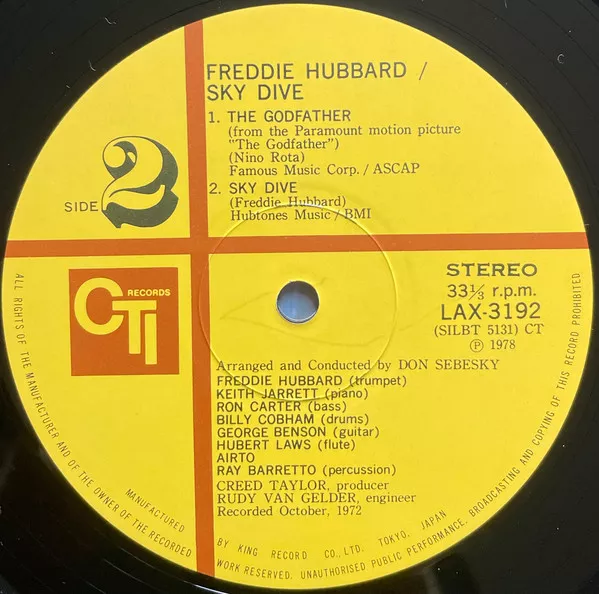 FREDDIE HUBBARD /
SKY DIVE
1. THE GODFATHER
(from the Paramount motion picture
"The Godfather")
(Nino Rota)
Famous Music Corp. / ASCAP
2. SKY DIVE
(Freddie Hubbard)
Hubtones Music / BMI
SIDE 2
CTI RECORDS
STEREO
33⅓ r.p.m.
LAX-3192
(SILBT 5131) CT
Ⓟ 1978
Arranged and Conducted by DON SEBESKY
FREDDIE HUBBARD (trumpet)
KEITH JARRETT (piano)
RON CARTER (bass)
BILLY COBHAM (drums)
GEORGE BENSON (guitar)
HUBERT LAWS (flute)
AIRTO
RAY BARRETTO (percussion)
CREED TAYLOR, producer
RUDY VAN GELDER, engineer
Recorded October, 1972
MANUFACTURED BY KING RECORD CO., LTD. TOKYO, JAPAN
ALL RIGHTS OF THE MANUFACTURER AND OF THE OWNER OF THE RECORDED WORK RESERVED. UNAUTHORISED PUBLIC PERFORMANCE, BROADCASTING AND COPYING OF THIS RECORD PROHIBITED